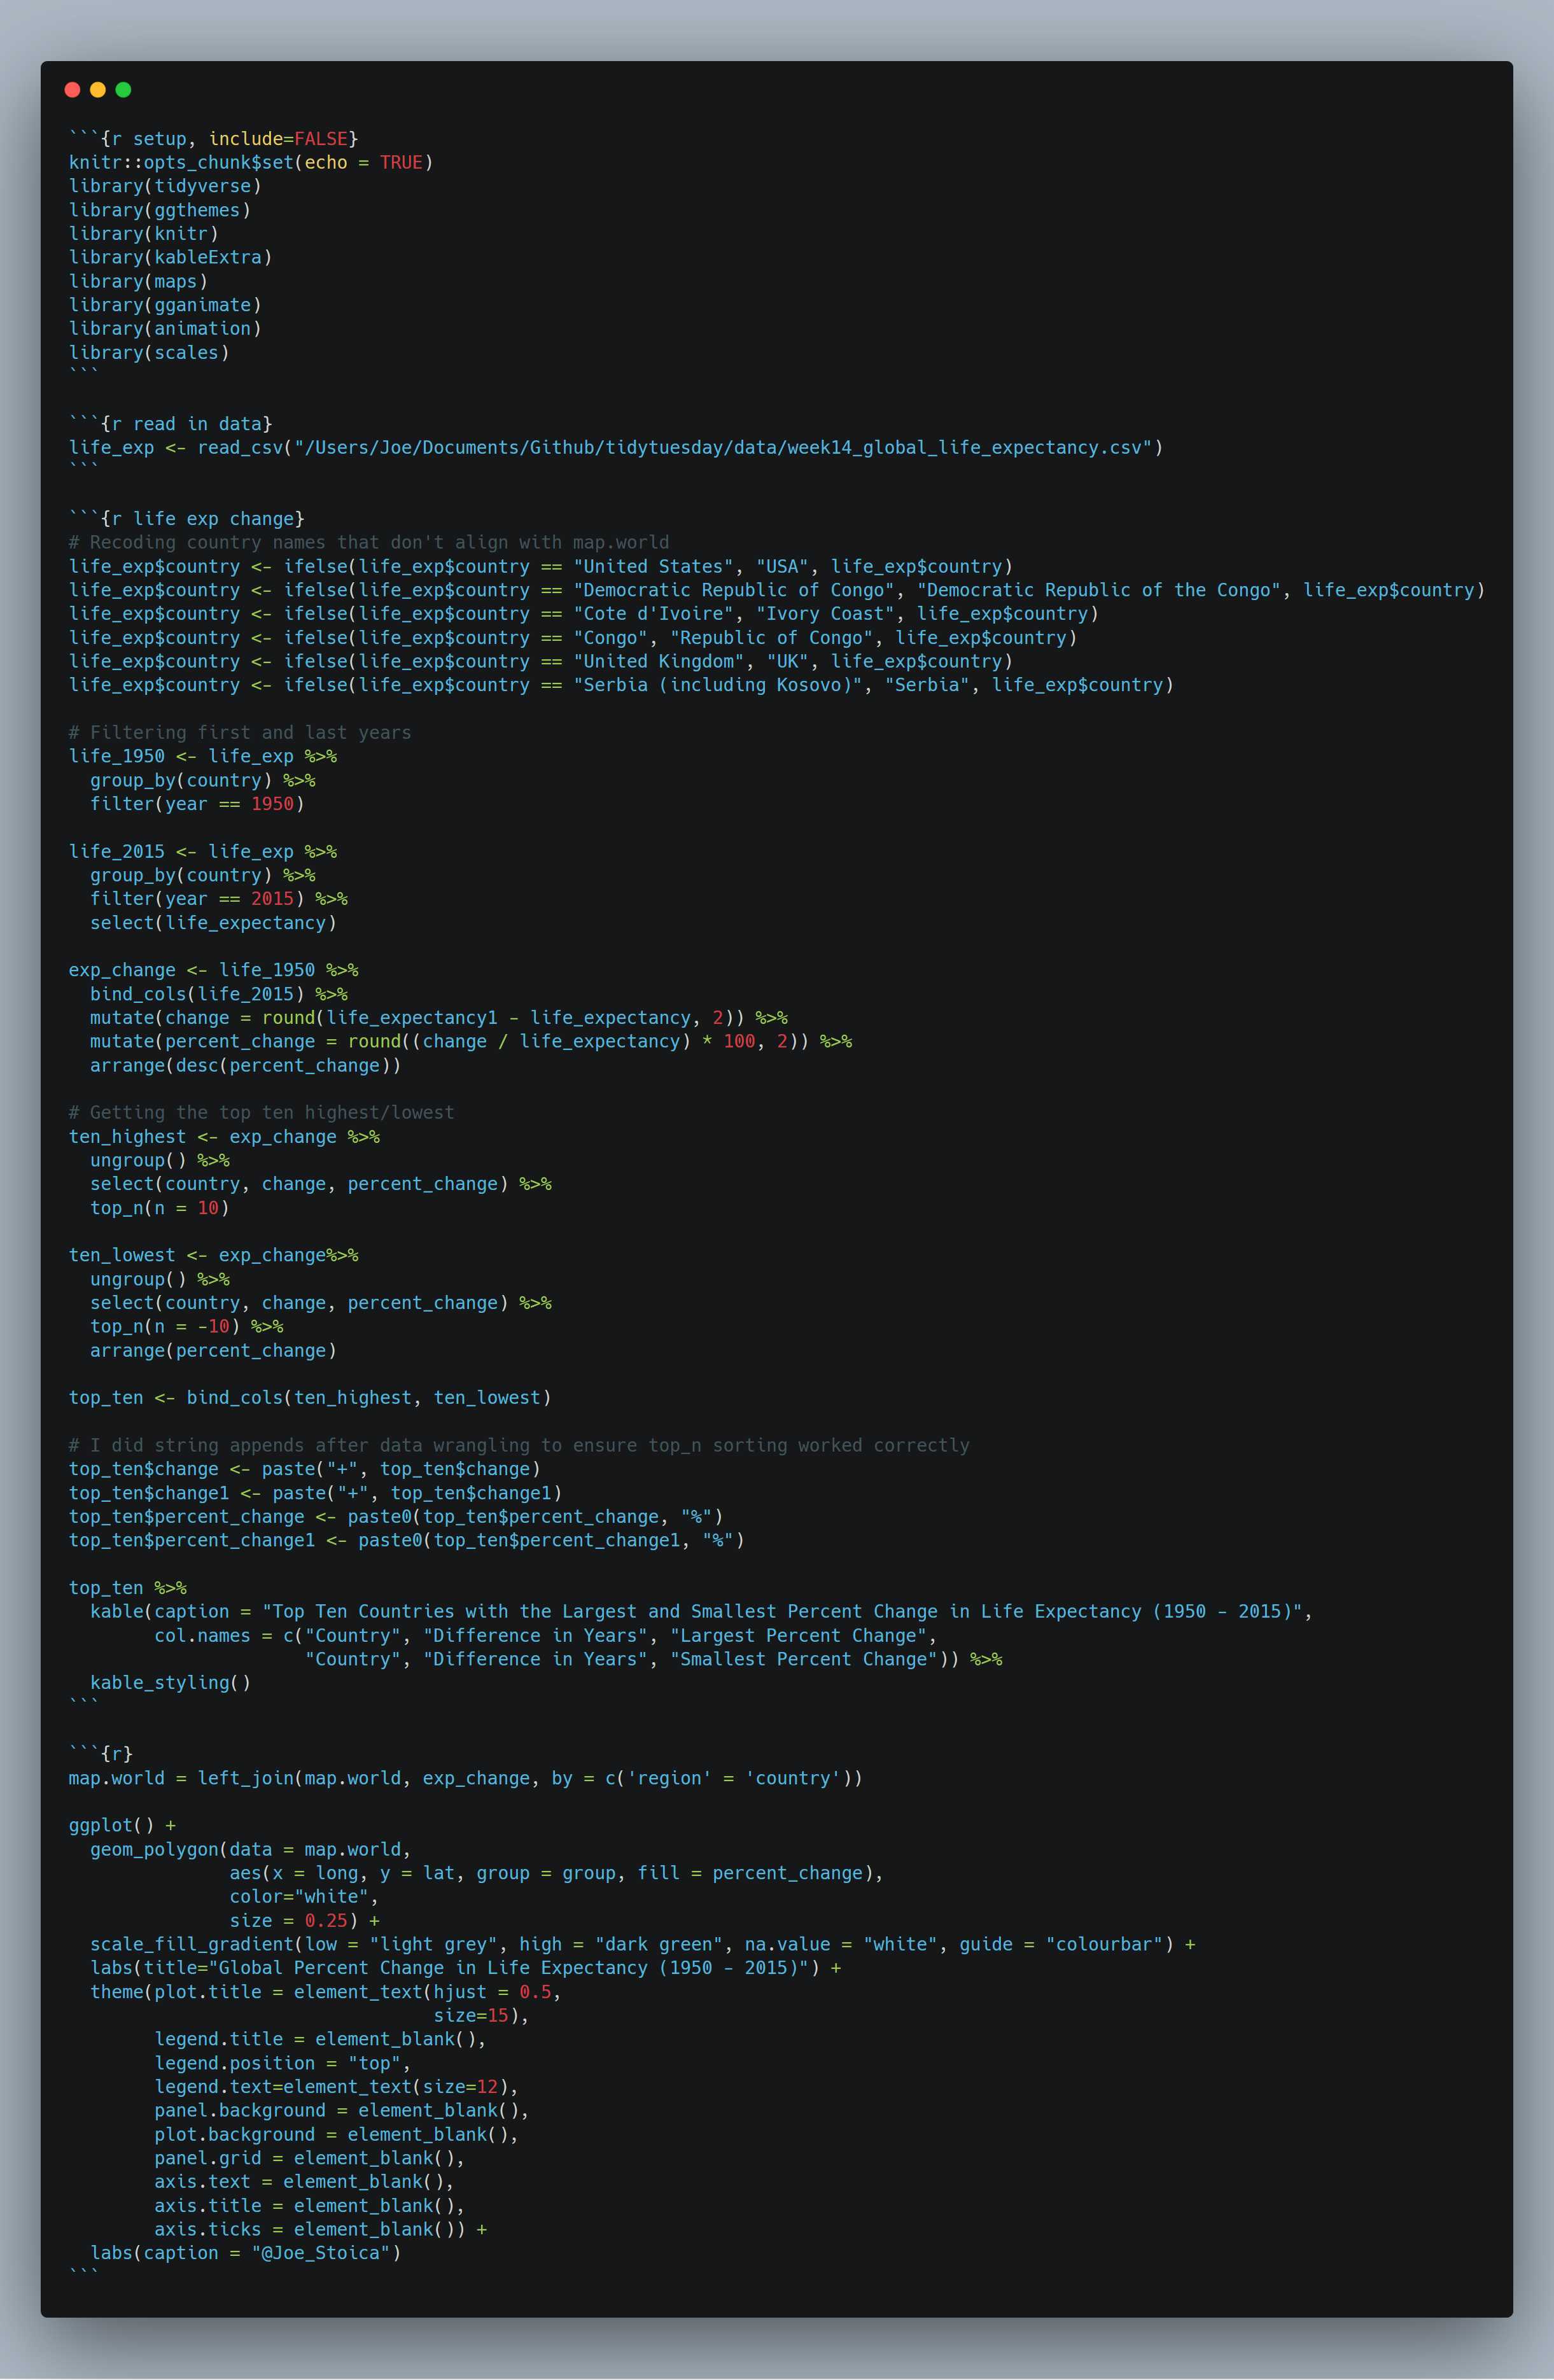 ```{r setup, include=FALSE}
knitr::opts_chunk$set(echo = TRUE)
library(tidyverse)
library(ggthemes)
library(knitr)
library(kableExtra)
library(maps)
library(gganimate)
library(animation)
library(scales)
```

```{r read in data}
life_exp <- read_csv("/Users/Joe/Documents/Github/tidytuesday/data/week14_global_life_expectancy.csv")
```

```{r life exp change}
# Recoding country names that don't align with map.world
life_exp$country <- ifelse(life_exp$country == "United States", "USA", life_exp$country)
life_exp$country <- ifelse(life_exp$country == "Democratic Republic of Congo", "Democratic Republic of the Congo", life_exp$country)
life_exp$country <- ifelse(life_exp$country == "Cote d'Ivoire", "Ivory Coast", life_exp$country)
life_exp$country <- ifelse(life_exp$country == "Congo", "Republic of Congo", life_exp$country)
life_exp$country <- ifelse(life_exp$country == "United Kingdom", "UK", life_exp$country)
life_exp$country <- ifelse(life_exp$country == "Serbia (including Kosovo)", "Serbia", life_exp$country)

# Filtering first and last years
life_1950 <- life_exp %>%
  group_by(country) %>%
  filter(year == 1950)

life_2015 <- life_exp %>%
  group_by(country) %>%
  filter(year == 2015) %>%
  select(life_expectancy)

exp_change <- life_1950 %>%
  bind_cols(life_2015) %>%
  mutate(change = round(life_expectancy1 - life_expectancy, 2)) %>%
  mutate(percent_change = round((change / life_expectancy) * 100, 2)) %>%
  arrange(desc(percent_change))

# Getting the top ten highest/lowest
ten_highest <- exp_change %>%
  ungroup() %>%
  select(country, change, percent_change) %>%
  top_n(n = 10)

ten_lowest <- exp_change%>%
  ungroup() %>%
  select(country, change, percent_change) %>%
  top_n(n = -10) %>%
  arrange(percent_change)

top_ten <- bind_cols(ten_highest, ten_lowest)

# I did string appends after data wrangling to ensure top_n sorting worked correctly
top_ten$change <- paste("+", top_ten$change)
top_ten$change1 <- paste("+", top_ten$change1)
top_ten$percent_change <- paste0(top_ten$percent_change, "%")
top_ten$percent_change1 <- paste0(top_ten$percent_change1, "%")

top_ten %>%
  kable(caption = "Top Ten Countries with the Largest and Smallest Percent Change in Life Expectancy (1950 - 2015)",
        col.names = c("Country", "Difference in Years", "Largest Percent Change",
                      "Country", "Difference in Years", "Smallest Percent Change")) %>%
  kable_styling()
```

```{r}
map.world = left_join(map.world, exp_change, by = c('region' = 'country'))

ggplot() +
  geom_polygon(data = map.world,
               aes(x = long, y = lat, group = group, fill = percent_change),
               color="white",
               size = 0.25) +
  scale_fill_gradient(low = "light grey", high = "dark green", na.value = "white", guide = "colourbar") +
  labs(title="Global Percent Change in Life Expectancy (1950 - 2015)") +
  theme(plot.title = element_text(hjust = 0.5,
                                  size=15),
        legend.title = element_blank(),
        legend.position = "top",
        legend.text=element_text(size=12),
        panel.background = element_blank(),
        plot.background = element_blank(),
        panel.grid = element_blank(),
        axis.text = element_blank(),
        axis.title = element_blank(),
        axis.ticks = element_blank()) +
  labs(caption = "@Joe_Stoica")
```